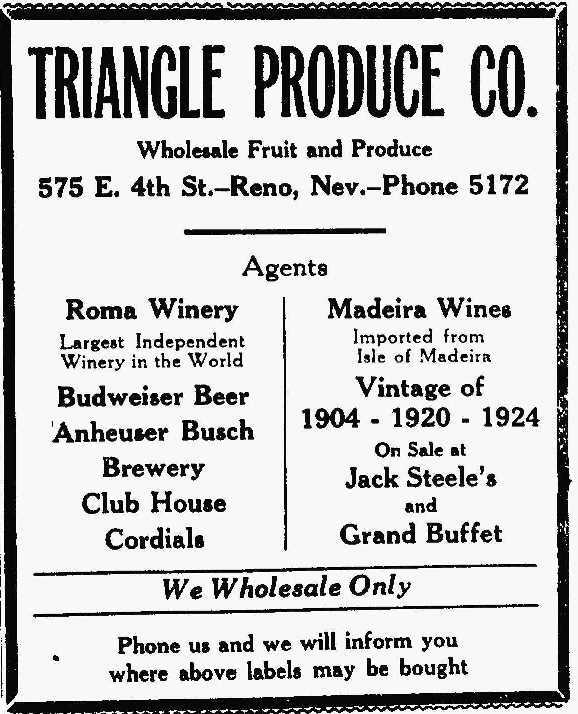 TRIANGLE PRODUCE CO.
Wholesale Fruit and Produce
575 E. 4th St.–Reno, Nev.–Phone 5172
Agents
Roma Winery
Largest Independent
Winery in the World
Budweiser Beer
Anheuser Busch
Brewery
Club House
Cordials
Madeira Wines
Imported from
Isle of Madeira
Vintage of
1904 - 1920 - 1924
On Sale at
Jack Steele's
and
Grand Buffet
We Wholesale Only
Phone us and we will inform you
where above labels may be bought